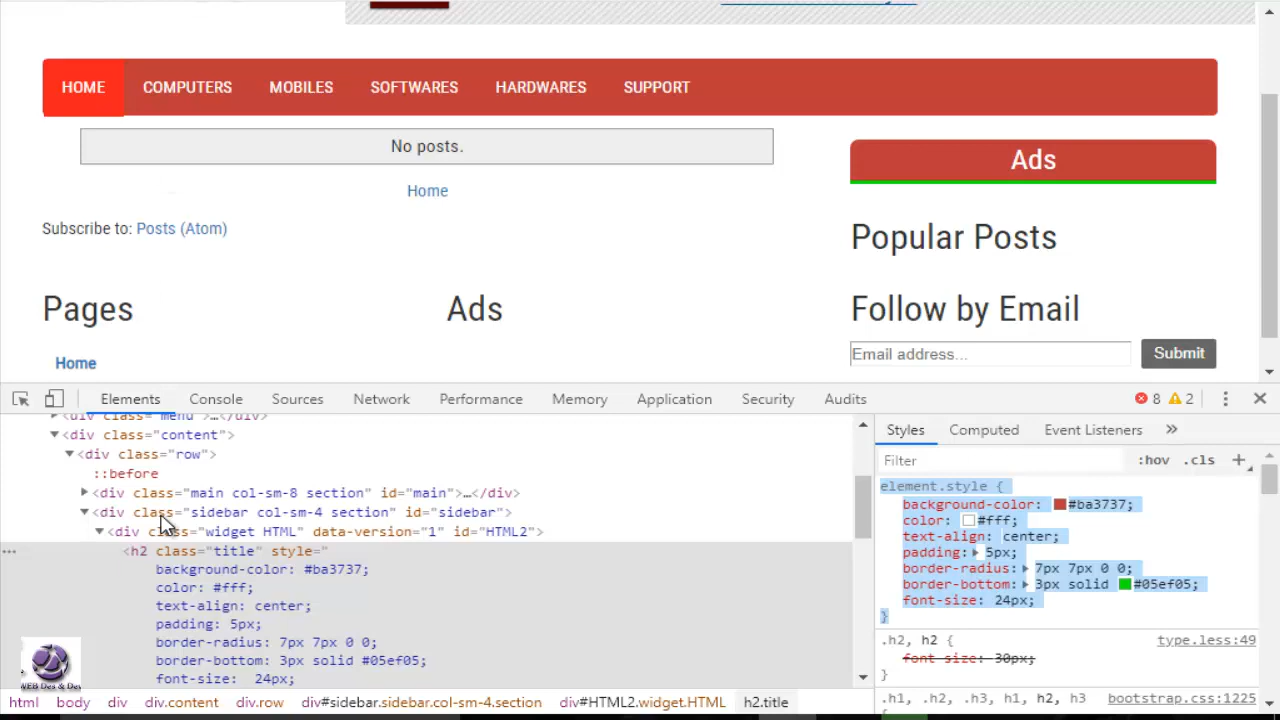 HOME COMPUTERS MOBILES SOFTWARES HARDWARES SUPPORT
No posts.
Ads
Home
Subscribe to: Posts (Atom)
Popular Posts
Pages
Ads
Follow by Email
Home
Email address...
Submit
Elements Console Sources Network Performance Memory Application Security Audits 8 2
<div class="menu">…</div>
<div class="content">
<div class="row">
::before
<div class="main col-sm-8 section" id="main">…</div>
<div class="sidebar col-sm-4 section" id="sidebar">
<div class="widget HTML" data-version="1" id="HTML2">
<h2 class="title" style="
background-color: #ba3737;
color: #fff;
text-align: center;
padding: 5px;
border-radius: 7px 7px 0 0;
border-bottom: 3px solid #05ef05;
font-size: 24px;
WEB Des & Dev
html body div div.content div.row div#sidebar.sidebar.col-sm-4.section div#HTML2.widget.HTML h2.title
Styles Computed Event Listeners »
Filter :hov .cls +
element.style {
background-color: #ba3737;
color: #fff;
text-align: center;
padding: 5px;
border-radius: 7px 7px 0 0;
border-bottom: 3px solid #05ef05;
font-size: 24px;
}
.h2, h2 { type.less:49
font-size: 30px;
}
.h1, .h2, .h3, h1, h2, h3 bootstrap.css:1225